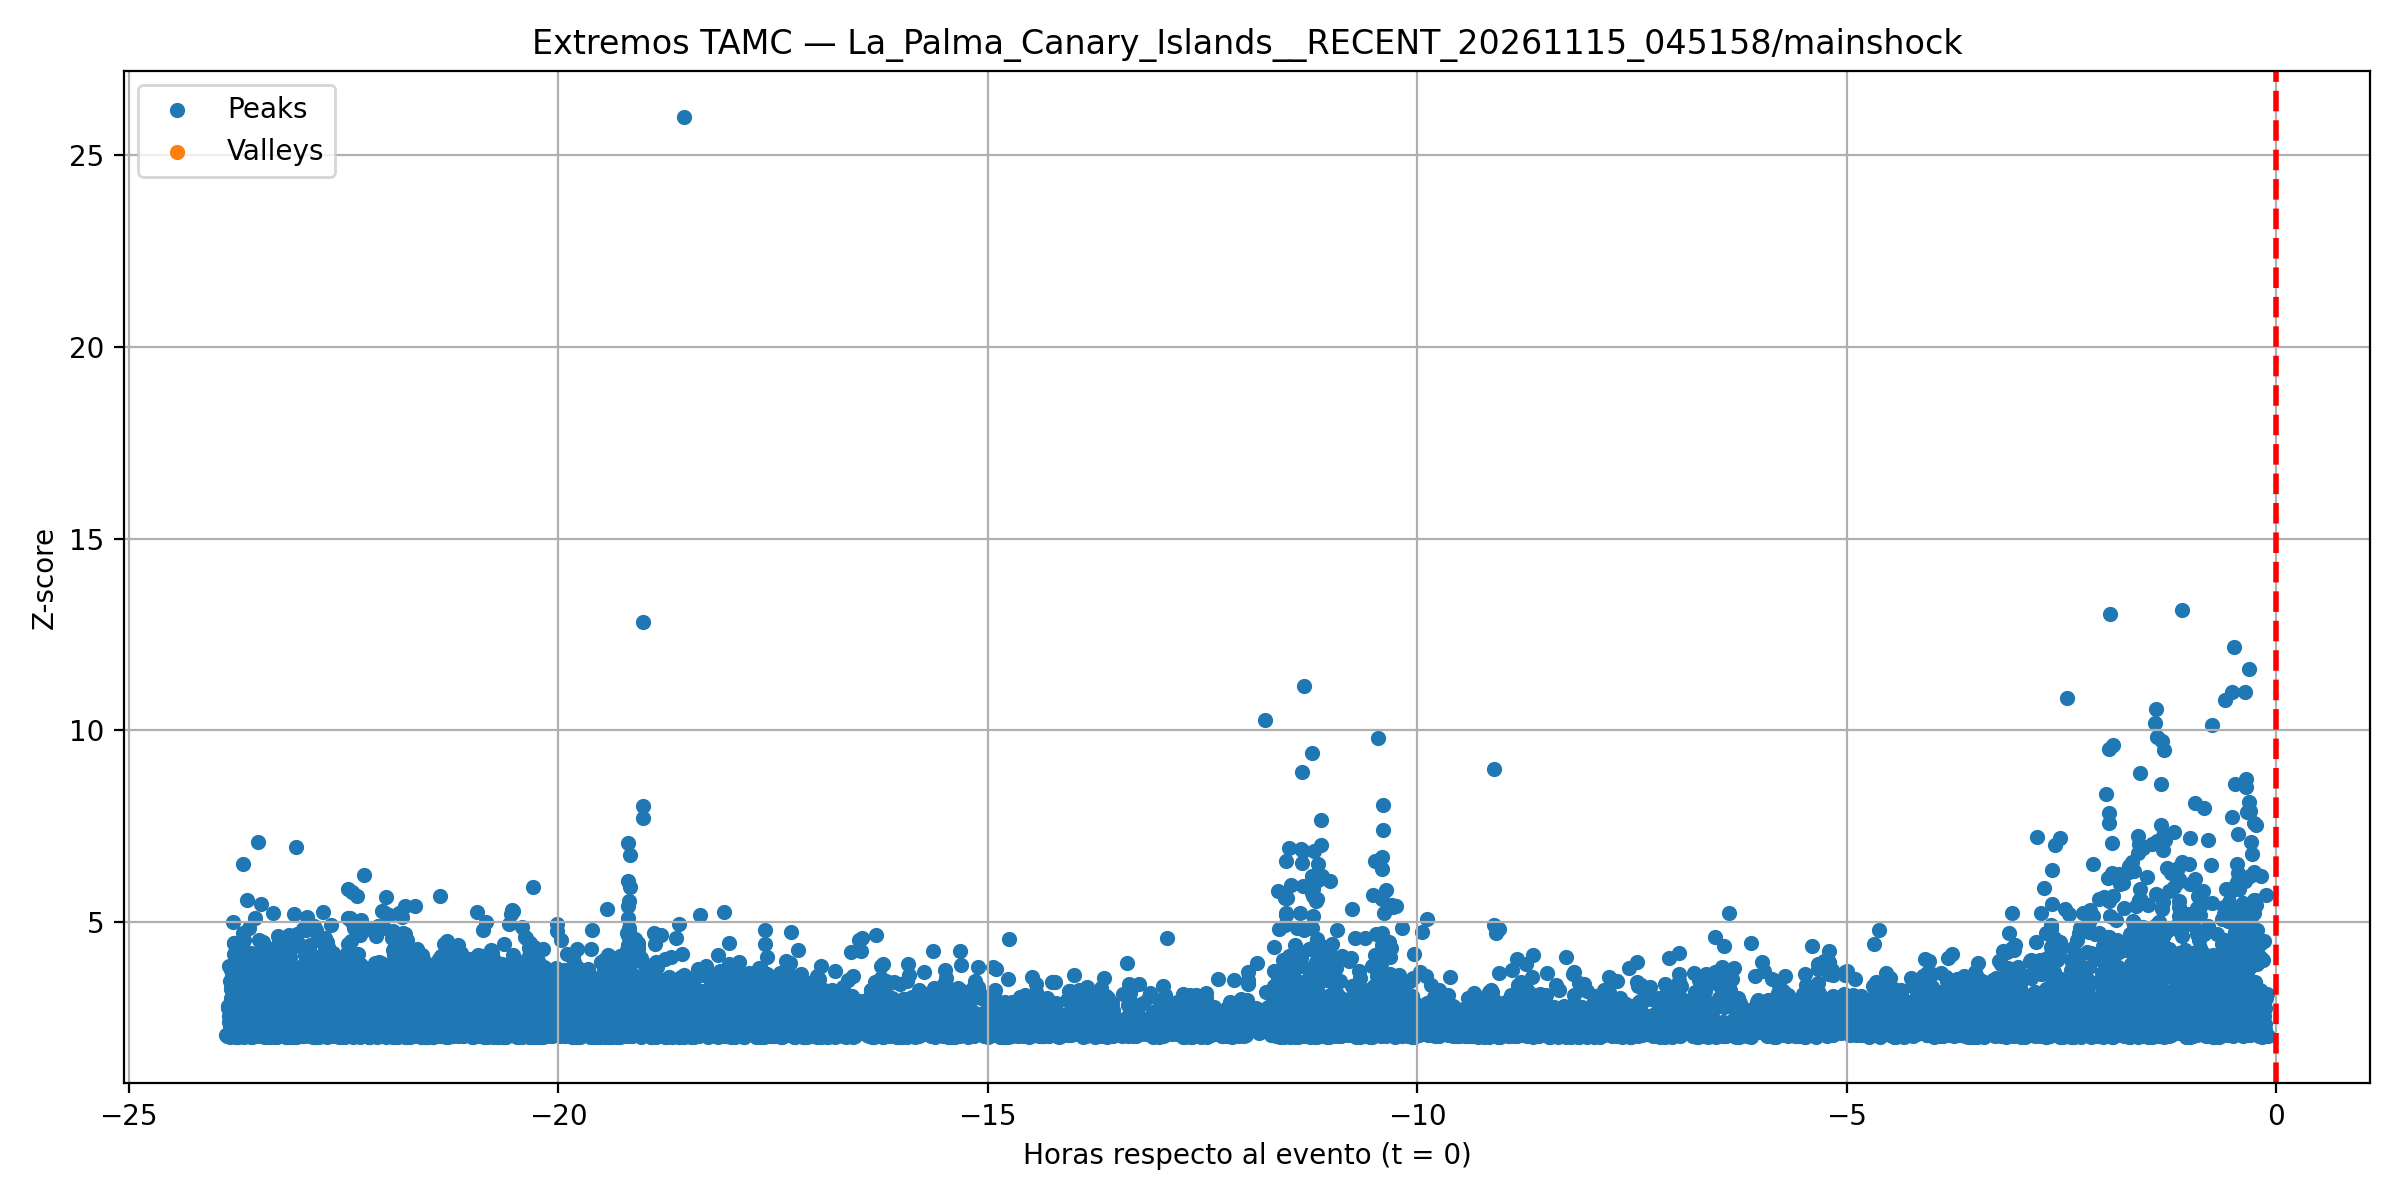 Extremos TAMC — La_Palma_Canary_Islands__RECENT_20261115_045158/mainshock
Peaks
Valleys
25
20
15
10
5
Z-score
−25
−20
−15
−10
−5
0
Horas respecto al evento (t = 0)